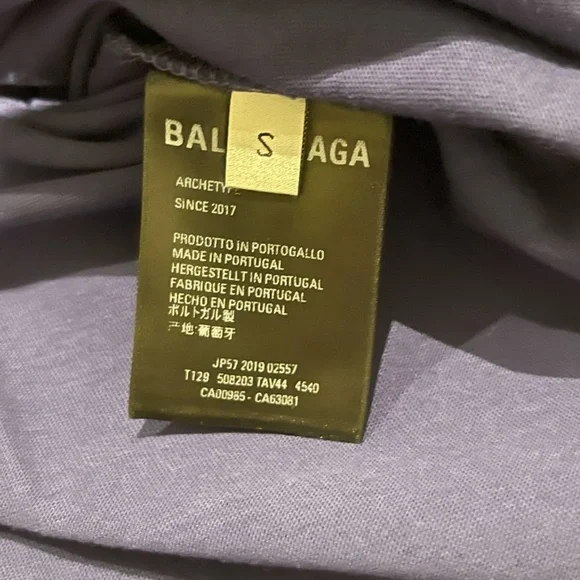 BAL AGA
S
ARCHETYPE
SINCE 2017
PRODOTTO IN PORTOGALLO
MADE IN PORTUGAL
HERGESTELLT IN PORTUGAL
FABRIQUE EN PORTUGAL
HECHO EN PORTUGAL
ポルトガル製
产地:葡萄牙
JP57 2019 02557
T129 508203 TAV44 4540
CA00965 - CA63081